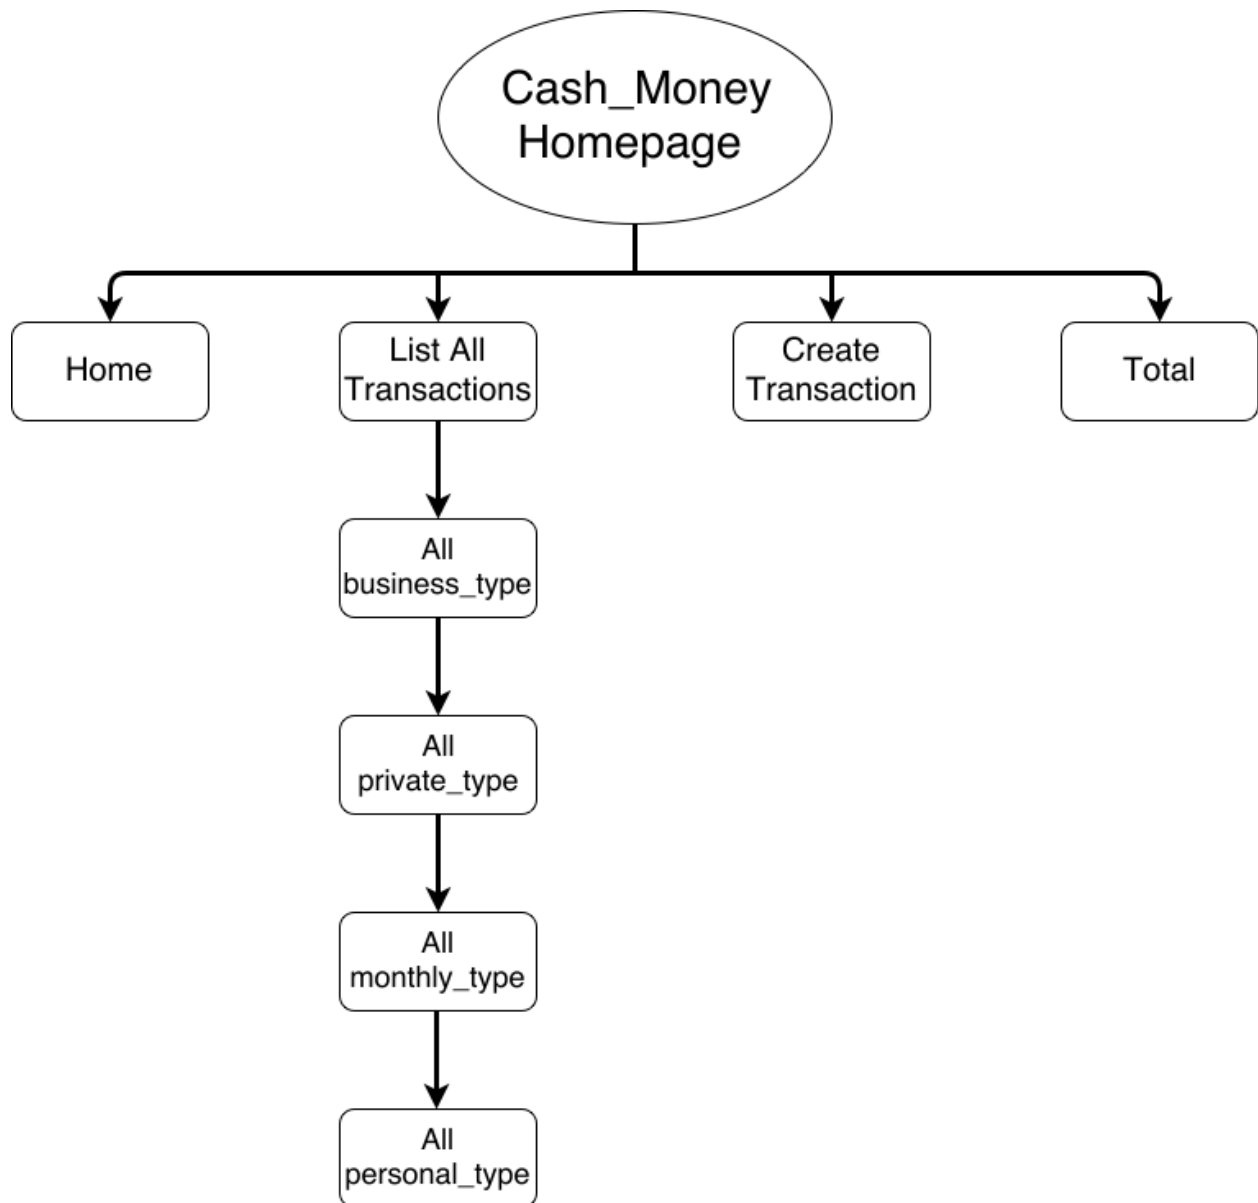 Cash_Money
Homepage
Home
List All
Transactions
Create
Transaction
Total
All
business_type
All
private_type
All
monthly_type
All
personal_type